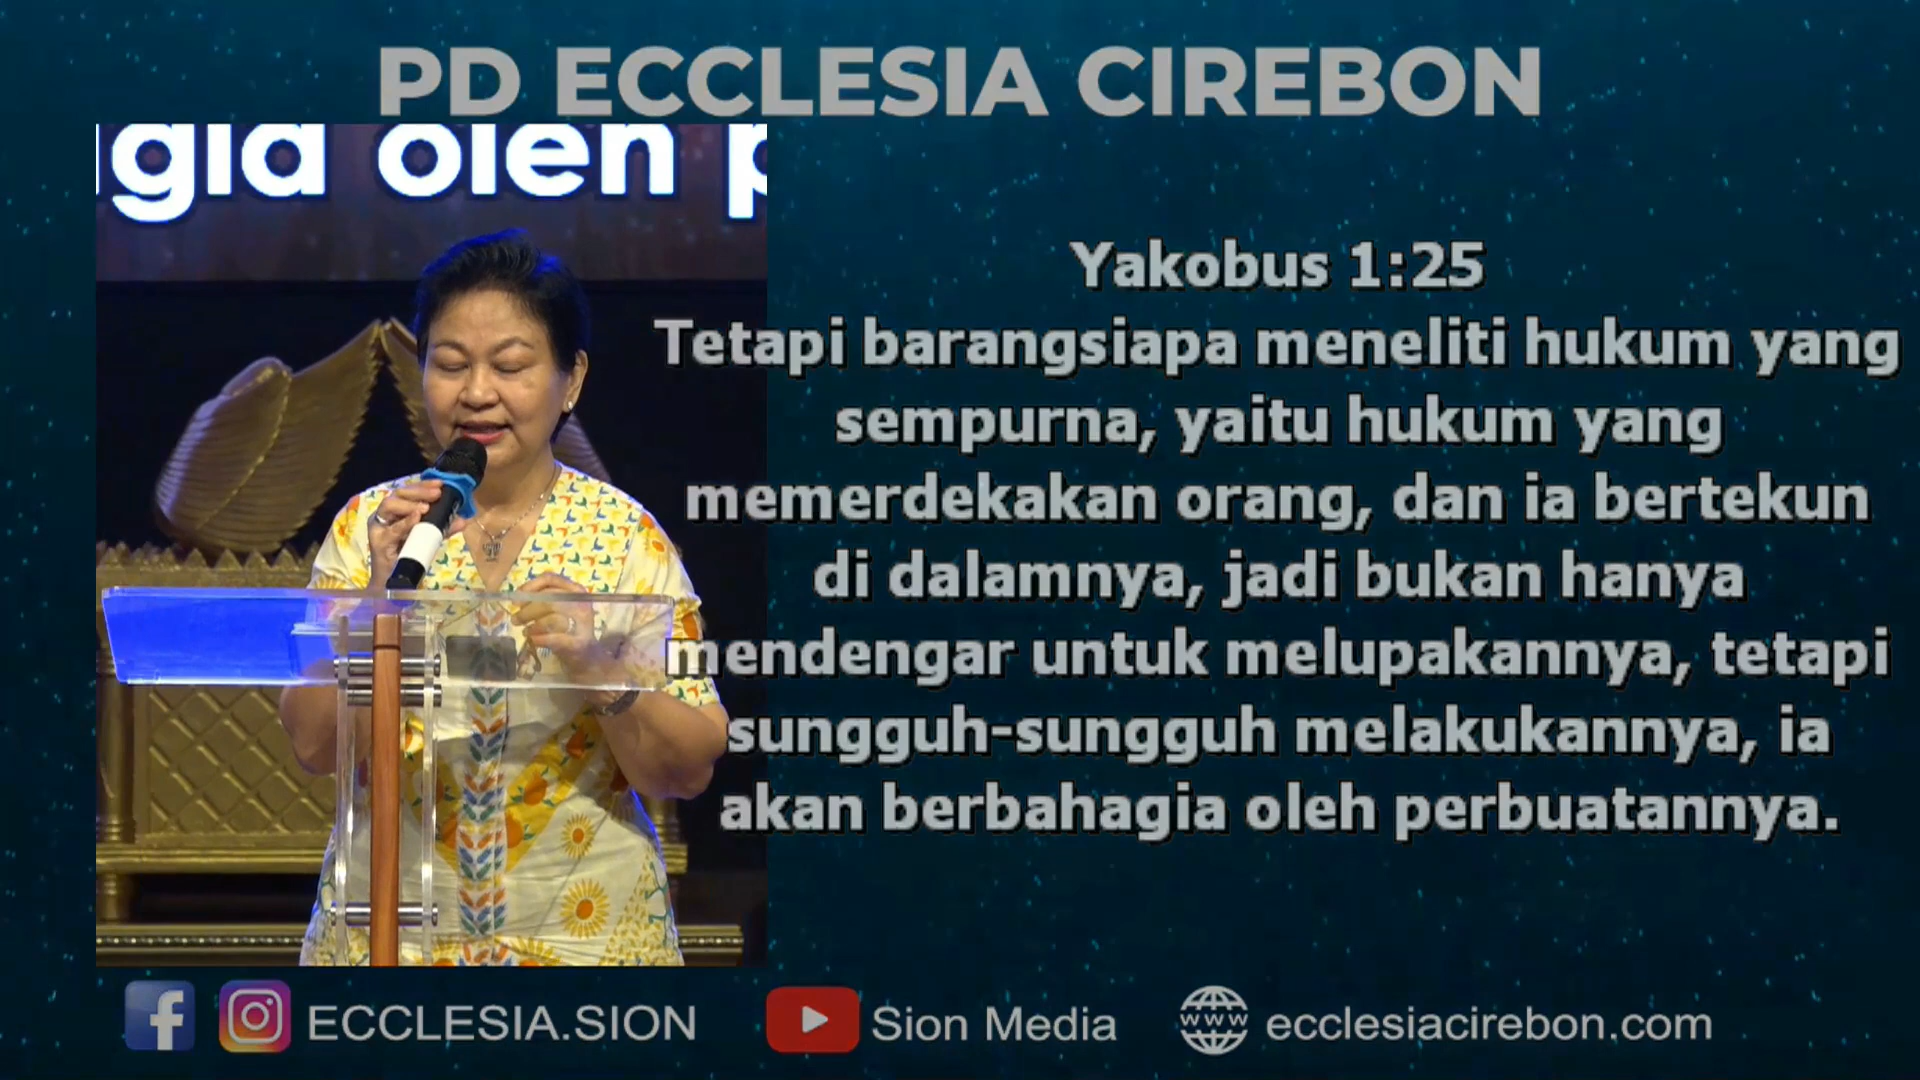 PD ECCLESIA CIREBON
gia oleh p
Yakobus 1:25
Tetapi barangsiapa meneliti hukum yang
sempurna, yaitu hukum yang
memerdekakan orang, dan ia bertekun
di dalamnya, jadi bukan hanya
mendengar untuk melupakannya, tetapi
sungguh-sungguh melakukannya, ia
akan berbahagia oleh perbuatannya.
ECCLESIA.SION
Sion Media
www
ecclesiacirebon.com